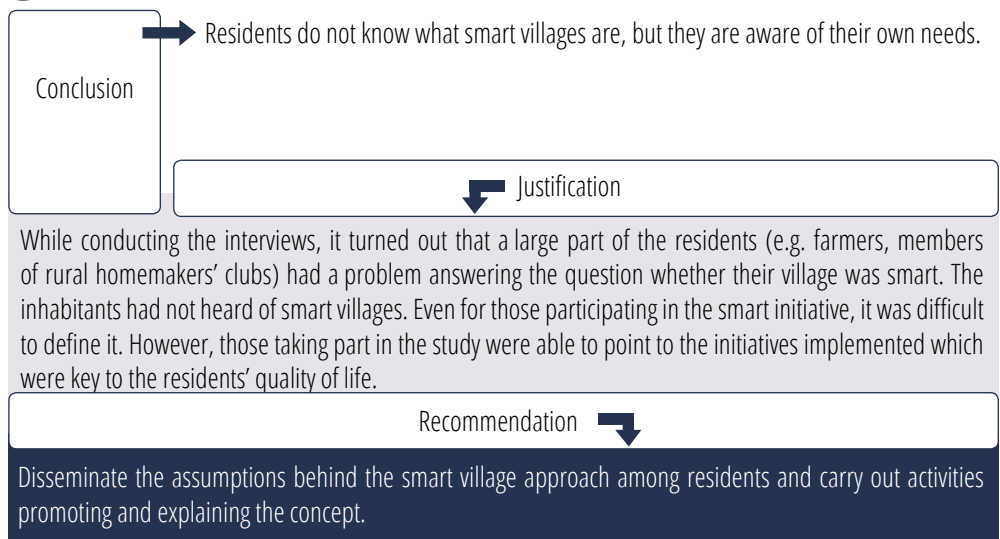 Residents do not know what smart villages are, but they are aware of their own needs.
Conclusion
Justification
While conducting the interviews, it turned out that a large part of the residents (e.g. farmers, members
of rural homemakers' clubs) had a problem answering the question whether their village was smart. The
inhabitants had not heard of smart villages. Even for those participating in the smart initiative, it was difficult
to define it. However, those taking part in the study were able to point to the initiatives implemented which
were key to the residents' quality of life.
Recommendation
Disseminate the assumptions behind the smart village approach among residents and carry out activities
promoting and explaining the concept.